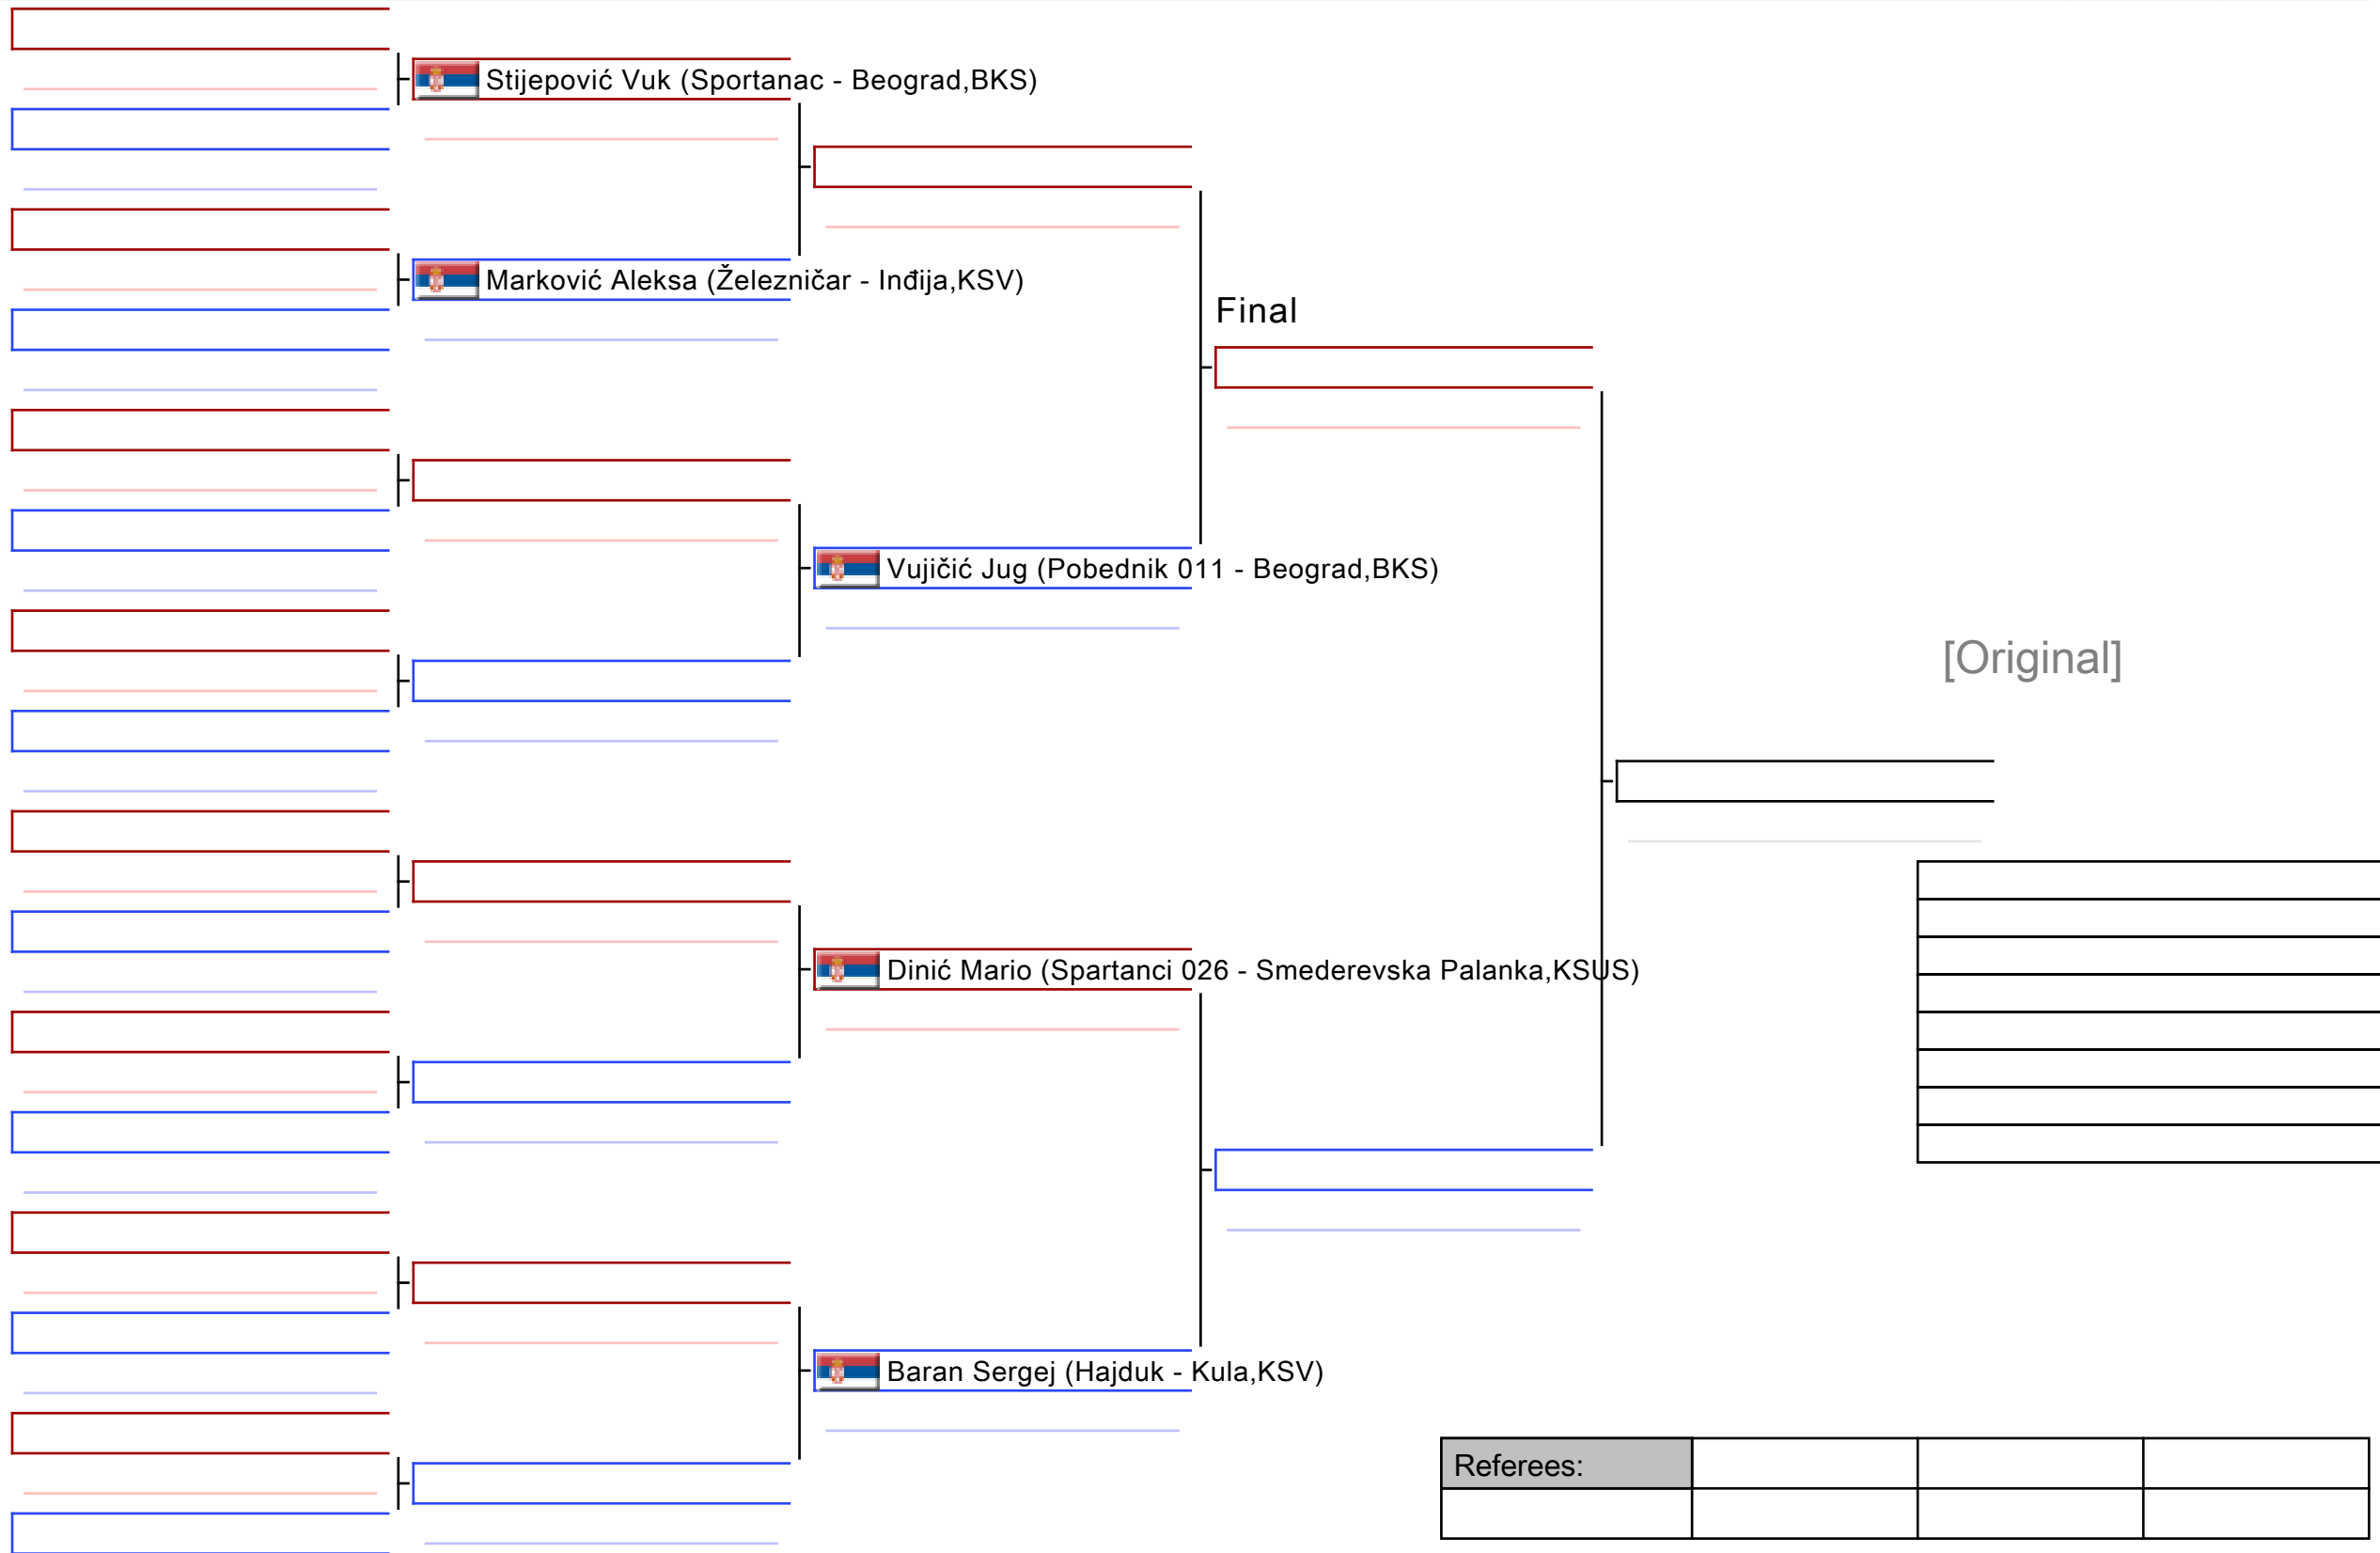 Stijepović Vuk (Sportanac - Beograd,BKS)
Marković Aleksa (Železničar - Inđija,KSV)
Final
Vujičić Jug (Pobednik 011 - Beograd,BKS)
[Original]
Dinić Mario (Spartanci 026 - Smederevska Palanka,KSUS)
Baran Sergej (Hajduk - Kula,KSV)
Referees: